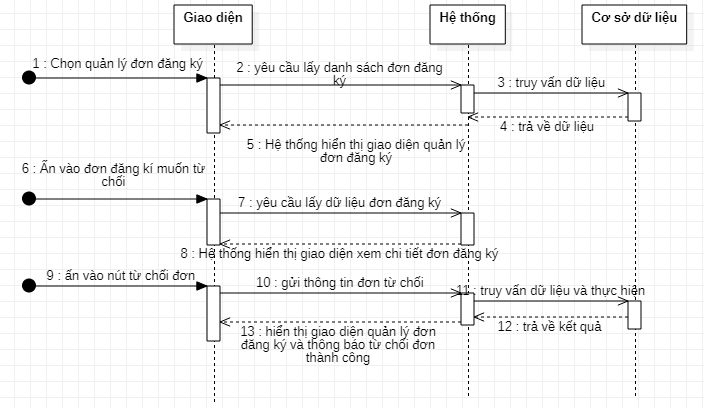 Giao diện
Hệ thống
Cơ sở dữ liệu
1 : Chọn quản lý đơn đăng ký
2 : yêu cầu lấy danh sách đơn đăng
ký
3 : truy vấn dữ liệu
4 : trả về dữ liệu
5 : Hệ thống hiển thị giao diện quản lý
đơn đăng ký
6 : Ấn vào đơn đăng kí muốn từ
chối
7 : yêu cầu lấy dữ liệu đơn đăng ký
8 : Hệ thống hiển thị giao diện xem chi tiết đơn đăng ký
9 : ấn vào nút từ chối đơn
10 : gửi thông tin đơn từ chối
11 : truy vấn dữ liệu và thực hiện
12 : trả về kết quả
13 : hiển thị giao diện quản lý đơn
đăng ký và thông báo từ chối đơn
thành công